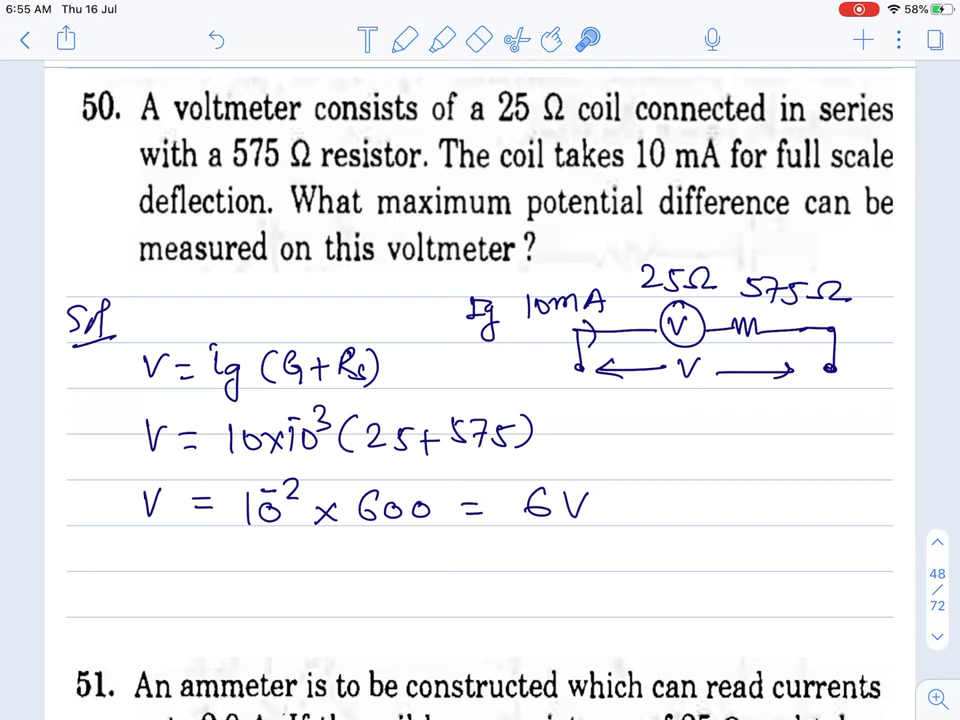 6:55 AM Thu 16 Jul
58%
50. A voltmeter consists of a 25 Ω coil connected in series
with a 575 Ω resistor. The coil takes 10 mA for full scale
deflection. What maximum potential difference can be
measured on this voltmeter ?
Sol
Ig 10mA 25Ω 575Ω
V
V = ig (G+Rs)
V
V = 10x10⁻³ (25+575)
V = 10⁻² x 600 = 6V
48
/
72
51. An ammeter is to be constructed which can read currents